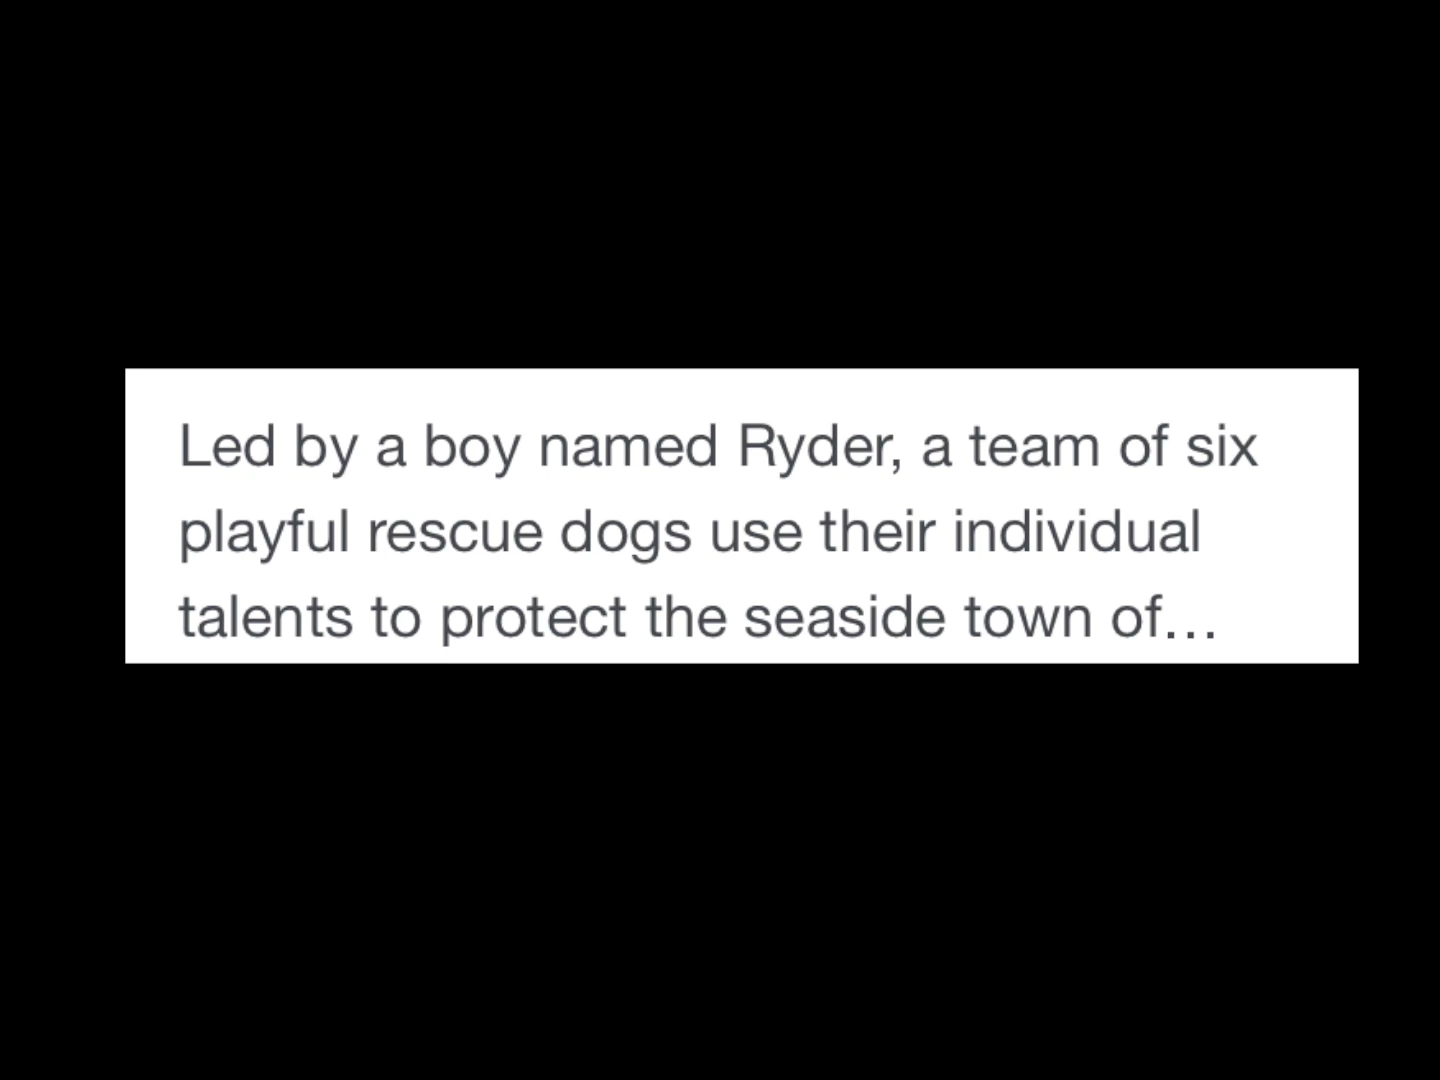 Led by a boy named Ryder, a team of six
playful rescue dogs use their individual
talents to protect the seaside town of...